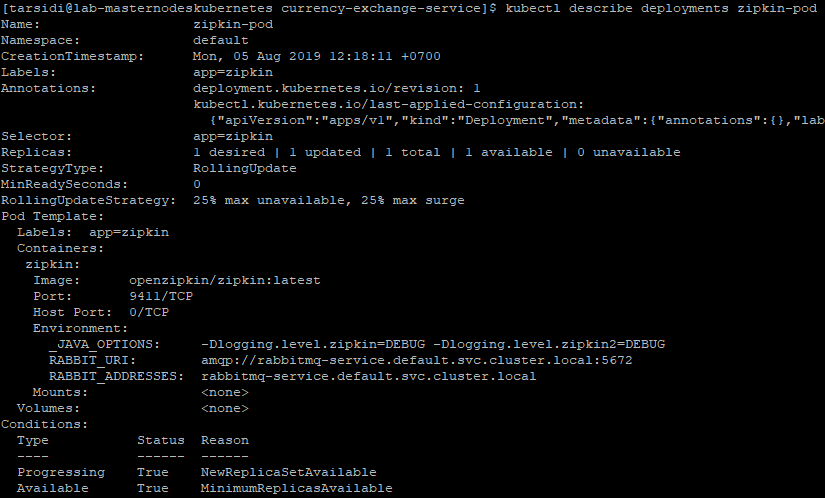 [tarsidi@lab-masternodeskubernetes currency-exchange-service]$ kubectl describe deployments zipkin-pod
Name:                   zipkin-pod
Namespace:              default
CreationTimestamp:      Mon, 05 Aug 2019 12:18:11 +0700
Labels:                 app=zipkin
Annotations:            deployment.kubernetes.io/revision: 1
                        kubectl.kubernetes.io/last-applied-configuration:
                          {"apiVersion":"apps/v1","kind":"Deployment","metadata":{"annotations":{},"lab
Selector:               app=zipkin
Replicas:               1 desired | 1 updated | 1 total | 1 available | 0 unavailable
StrategyType:           RollingUpdate
MinReadySeconds:        0
RollingUpdateStrategy:  25% max unavailable, 25% max surge
Pod Template:
  Labels:  app=zipkin
  Containers:
   zipkin:
    Image:      openzipkin/zipkin:latest
    Port:       9411/TCP
    Host Port:  0/TCP
    Environment:
      _JAVA_OPTIONS:     -Dlogging.level.zipkin=DEBUG -Dlogging.level.zipkin2=DEBUG
      RABBIT_URI:        amqp://rabbitmq-service.default.svc.cluster.local:5672
      RABBIT_ADDRESSES:  rabbitmq-service.default.svc.cluster.local
    Mounts:              <none>
  Volumes:               <none>
Conditions:
  Type           Status  Reason
  ----           ------  ------
  Progressing    True    NewReplicaSetAvailable
  Available      True    MinimumReplicasAvailable